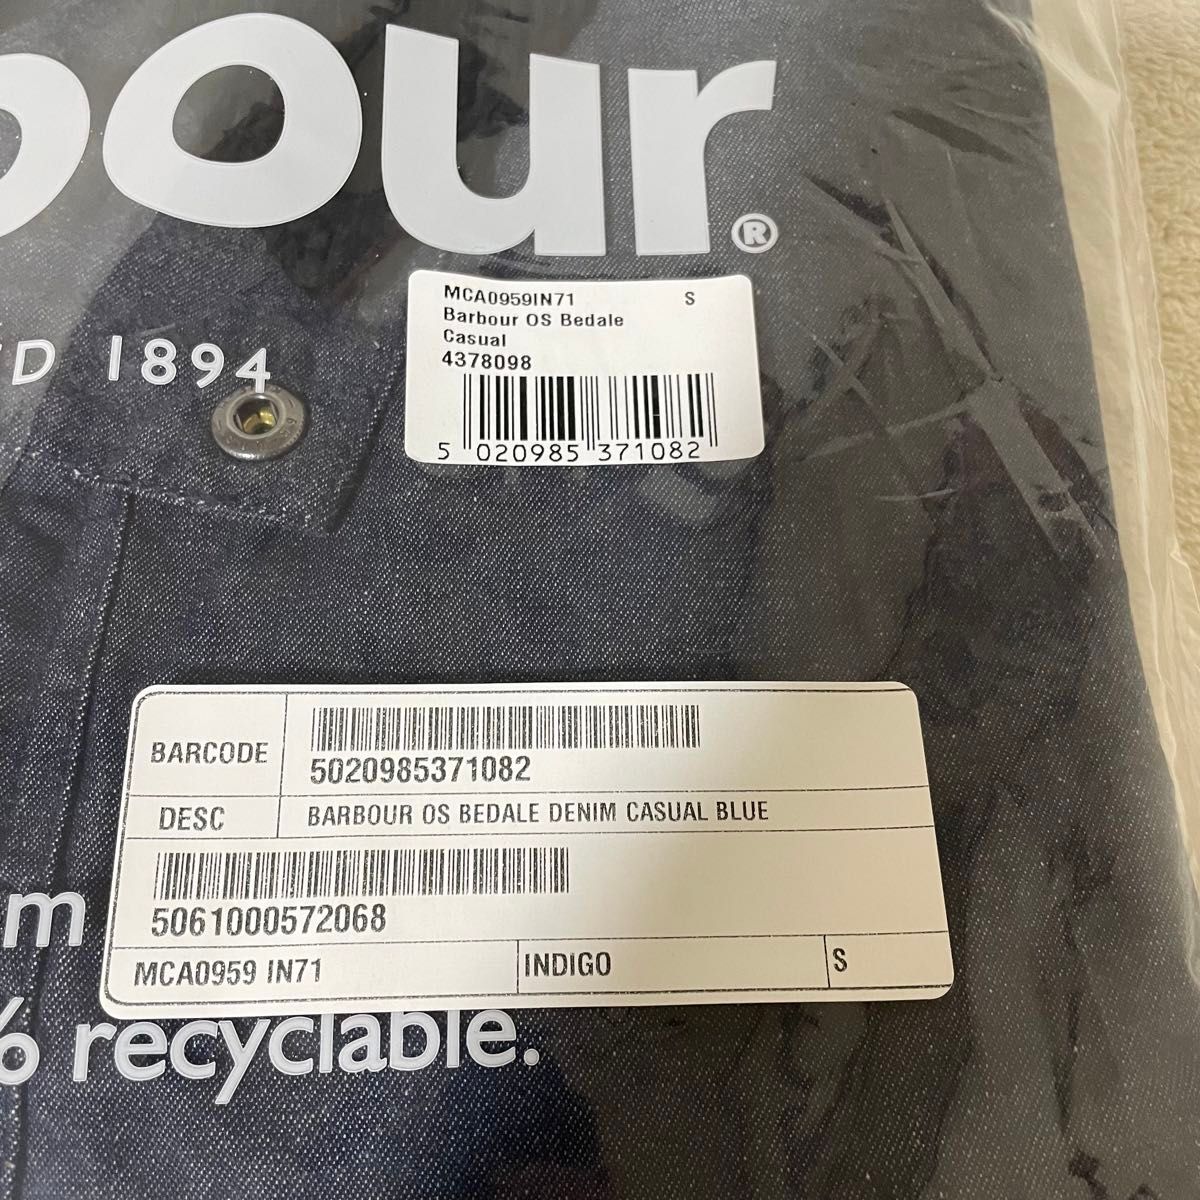 bour®
D 1894
MCA0959IN71 S
Barbour OS Bedale
Casual
4378098
5 020985 371082
BARCODE
5020985371082
DESC BARBOUR OS BEDALE DENIM CASUAL BLUE
5061000572068
MCA0959 IN71 INDIGO S
m
% recyclable.